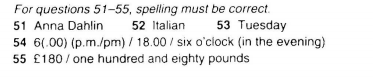 For questions 51–55, spelling must be correct.
51 Anna Dahlin 52 Italian 53 Tuesday
54 6(.00) (p.m./pm) / 18.00 / six o'clock (in the evening)
55 £180 / one hundred and eighty pounds